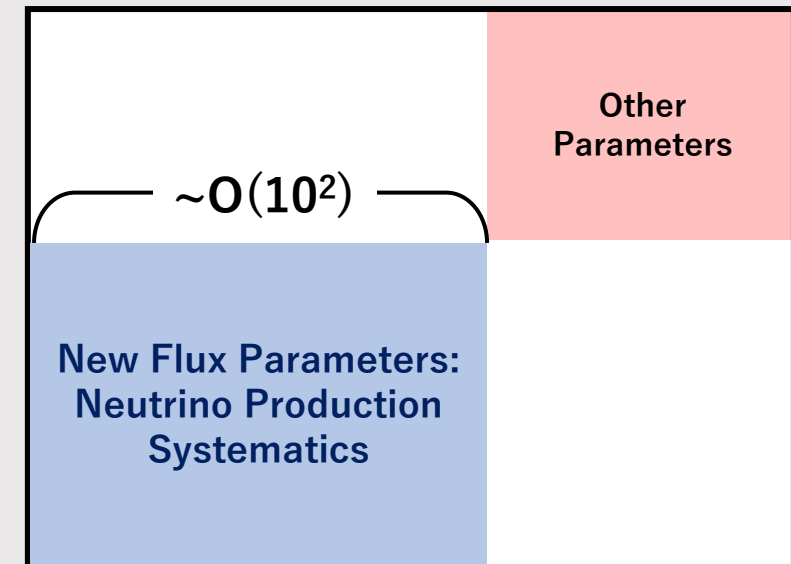 Other
Parameters
~O(10²)
New Flux Parameters:
Neutrino Production
Systematics